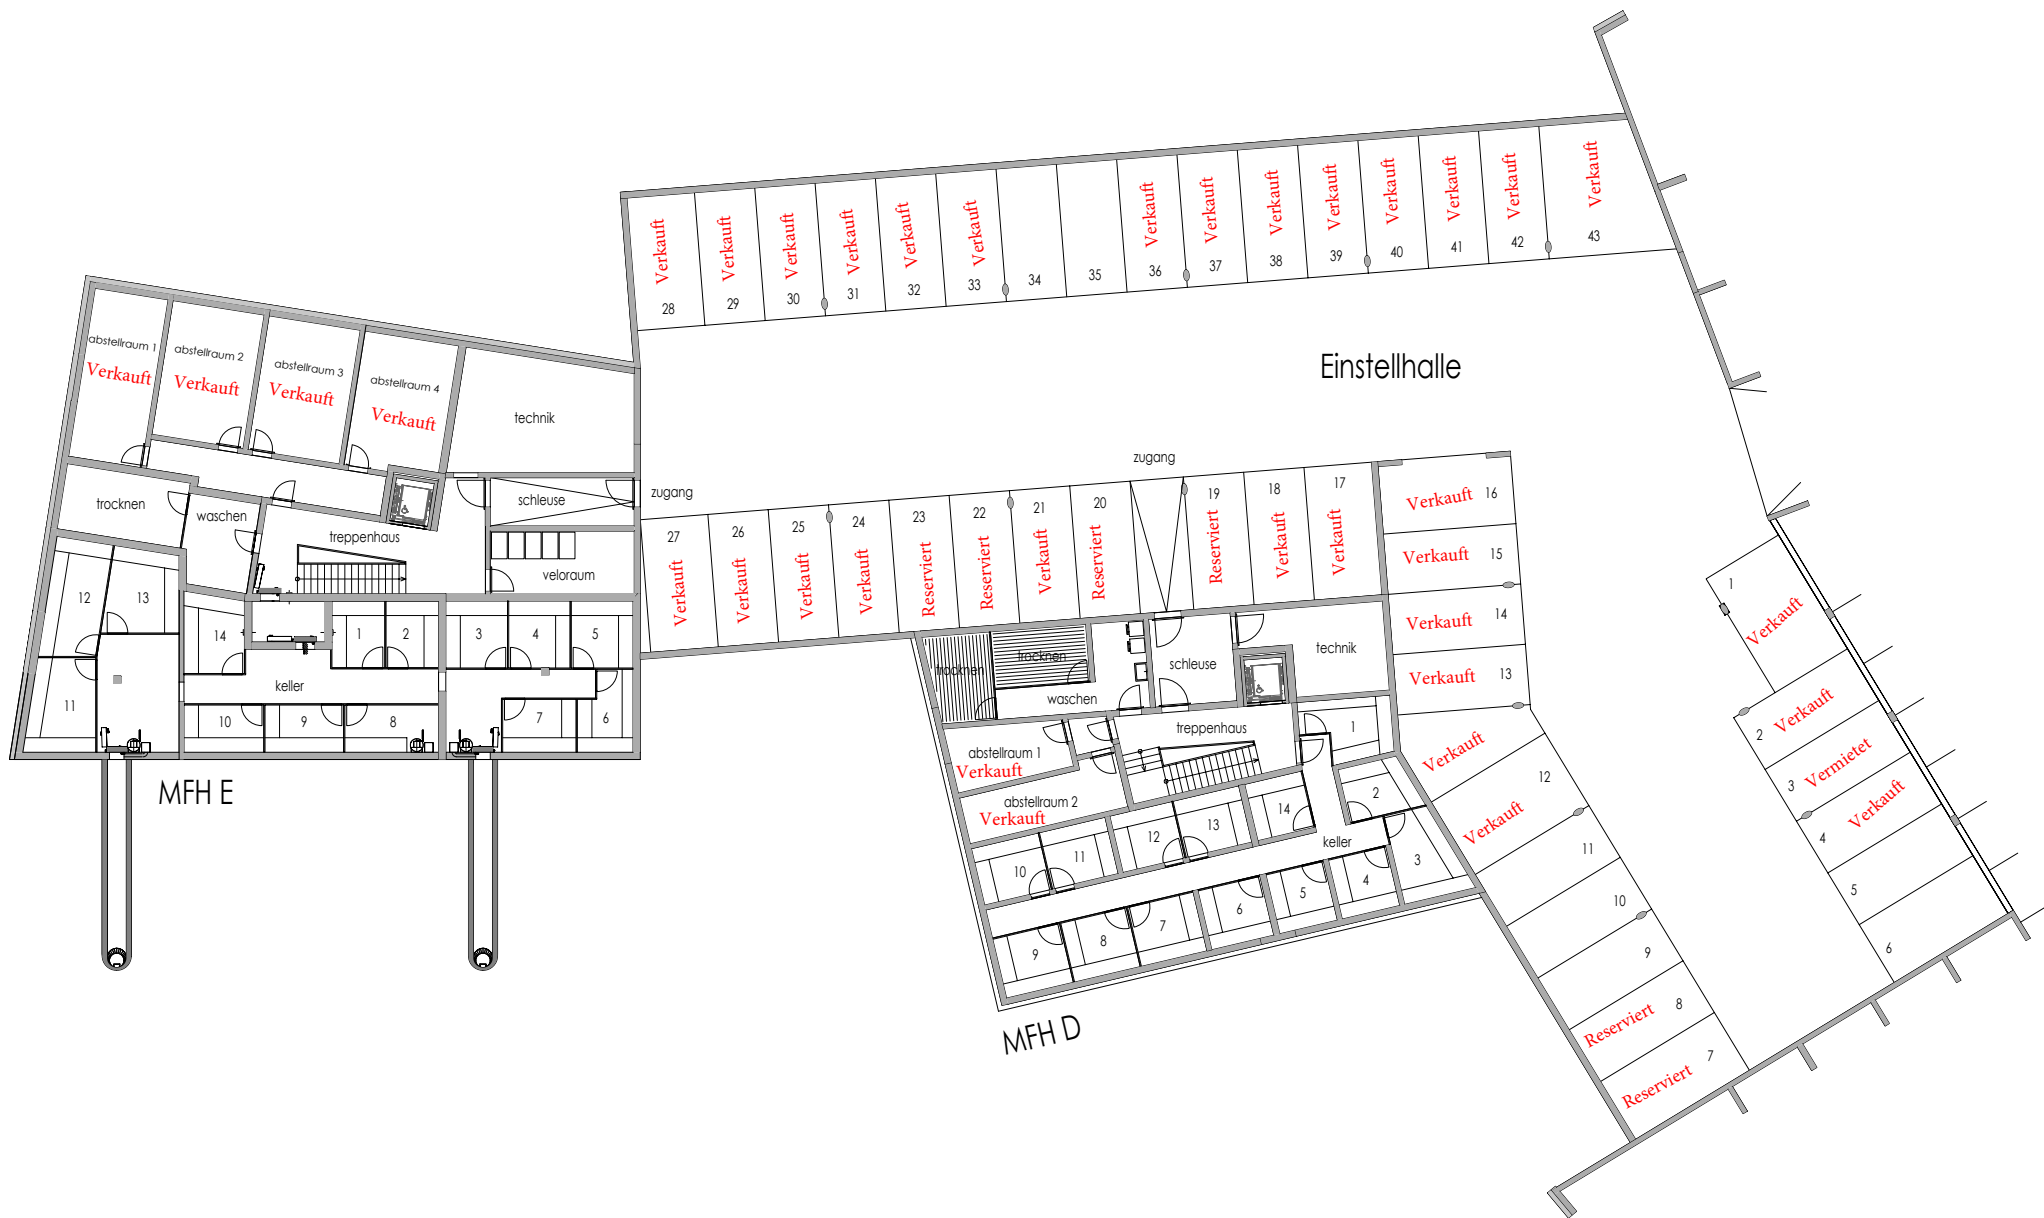 Verkauft
28
Verkauft
29
Verkauft
30
Verkauft
31
Verkauft
32
Verkauft
33
34
35
Verkauft
36
Verkauft
37
Verkauft
38
Verkauft
39
Verkauft
40
Verkauft
41
Verkauft
42
Verkauft
43
Einstellhalle
abstellraum 1
Verkauft
abstellraum 2
Verkauft
abstellraum 3
Verkauft
abstellraum 4
Verkauft
technik
trocknen
waschen
treppenhaus
schleuse
veloraum
zugang
zugang
27
Verkauft
26
Verkauft
25
Verkauft
24
Verkauft
23
Reserviert
22
Reserviert
21
Verkauft
20
Reserviert
19
Reserviert
18
Verkauft
17
Verkauft
Verkauft 16
Verkauft 15
Verkauft 14
Verkauft 13
Verkauft
12
Verkauft
11
10
9
Reserviert 8
Reserviert 7
1
Verkauft
2 Verkauft
3 Vermietet
4 Verkauft
5
6
12
13
14
1
2
3
4
5
11
keller
10
9
8
7
6
MFH E
trocknen
trocknen
waschen
schleuse
technik
treppenhaus
abstellraum 1
Verkauft
abstellraum 2
Verkauft
1
2
14
13
12
11
10
keller
3
4
5
6
7
8
9
MFH D